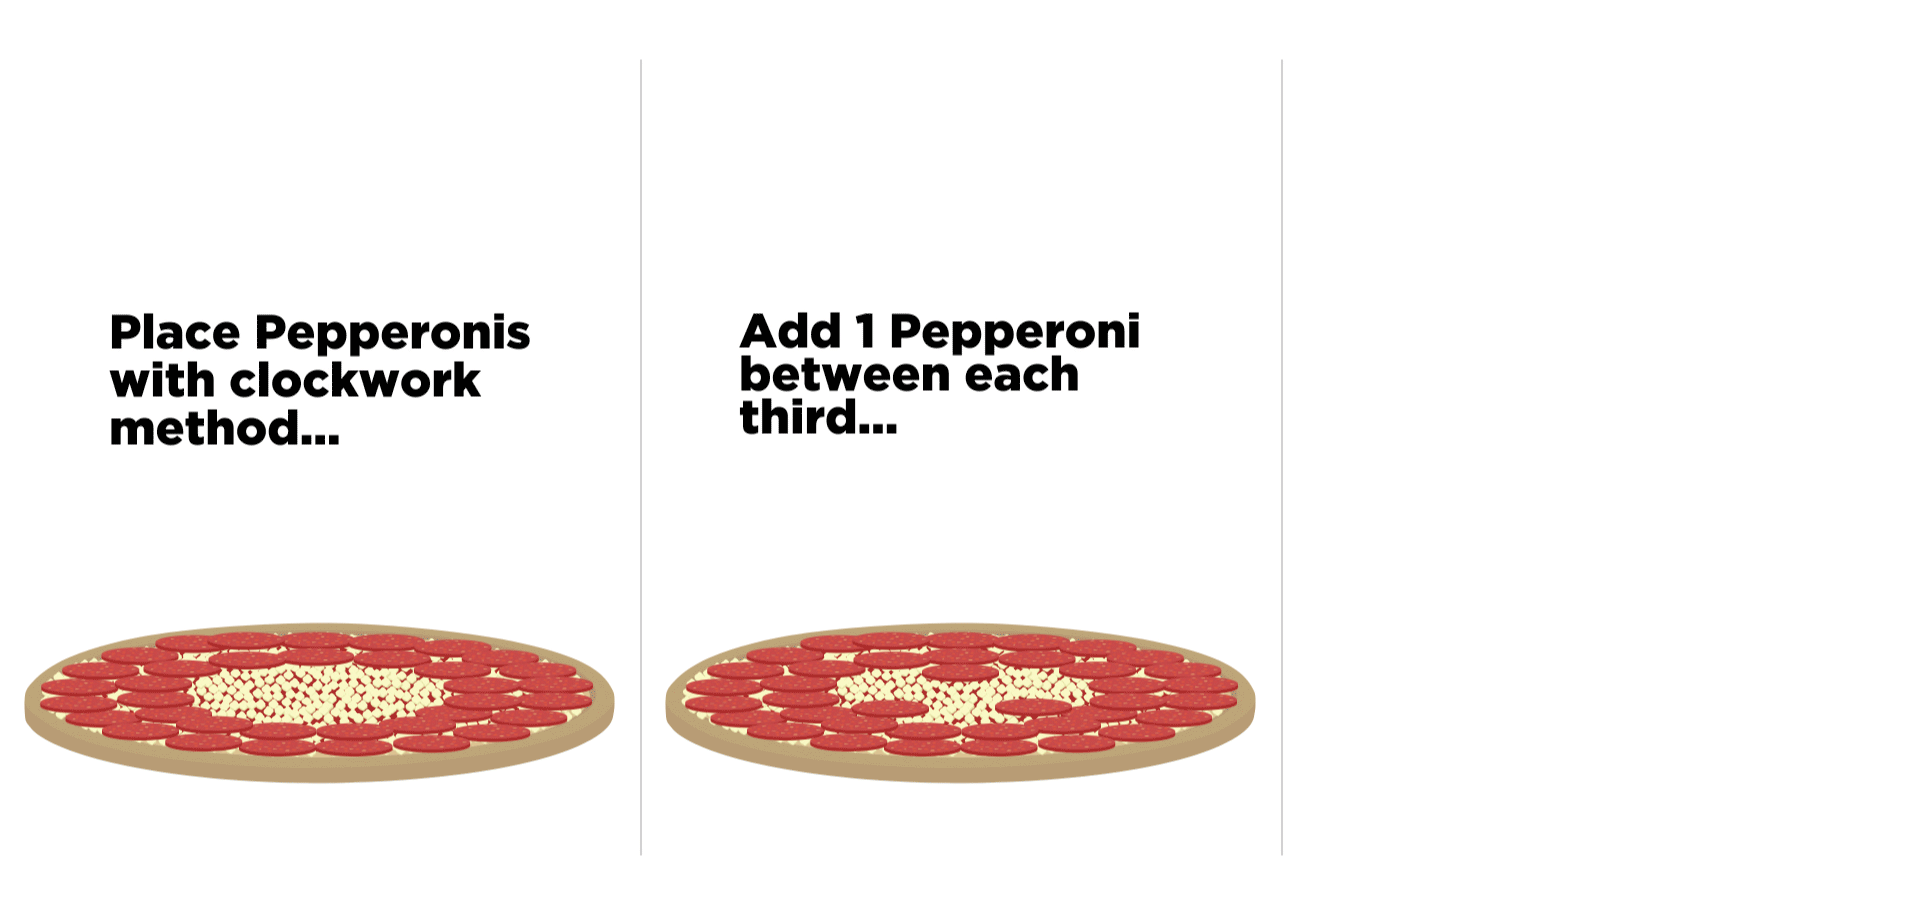 Place Pepperonis
with clockwork
method...
Add 1 Pepperoni
between each
third...